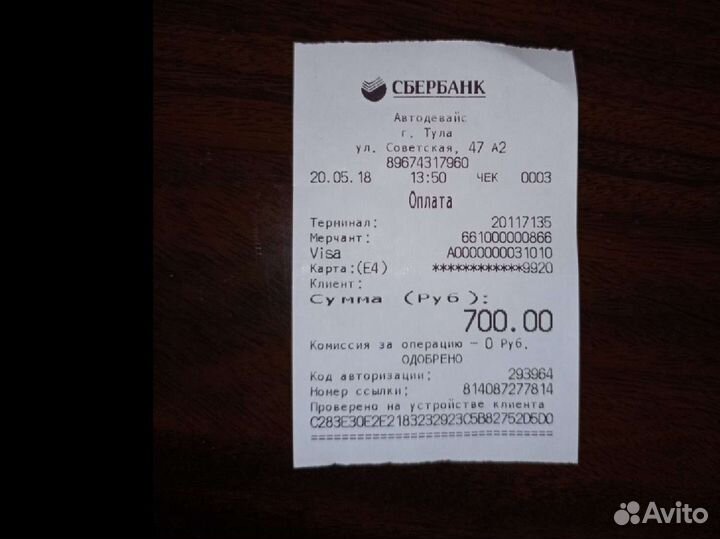 СБЕРБАНК
Автодевайс
г. Тула
ул. Советская, 47 А2
89674317960
20.05.18 13:50 ЧЕК 0003
Оплата
Терминал: 20117135
Мерчант: 661000000866
Visa A0000000031010
Карта:(E4) ************9920
Клиент:
Сумма (Руб):
700.00
Комиссия за операцию - 0 Руб.
ОДОБРЕНО
Код авторизации: 293964
Номер ссылки: 814087277814
Проверено на устройстве клиента
C283E30E2E2183232923C5B82752D5D0
================================
Avito